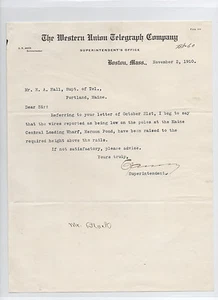 The Western Union Telegraph Company
SUPERINTENDENT'S OFFICE
Boston, Mass., November 2, 1910.
Mr. H. A. Hall, Supt. of Tel.,
Portland, Maine.
Dear Sir:
Referring to your letter of October 21st, I beg to say
that the wires reported as being low on the poles at the Maine
Central Loading Wharf, Pond, have been raised to the
required height above the rails.
If not satisfactory, please advise.
Yours truly,
Superintendent.